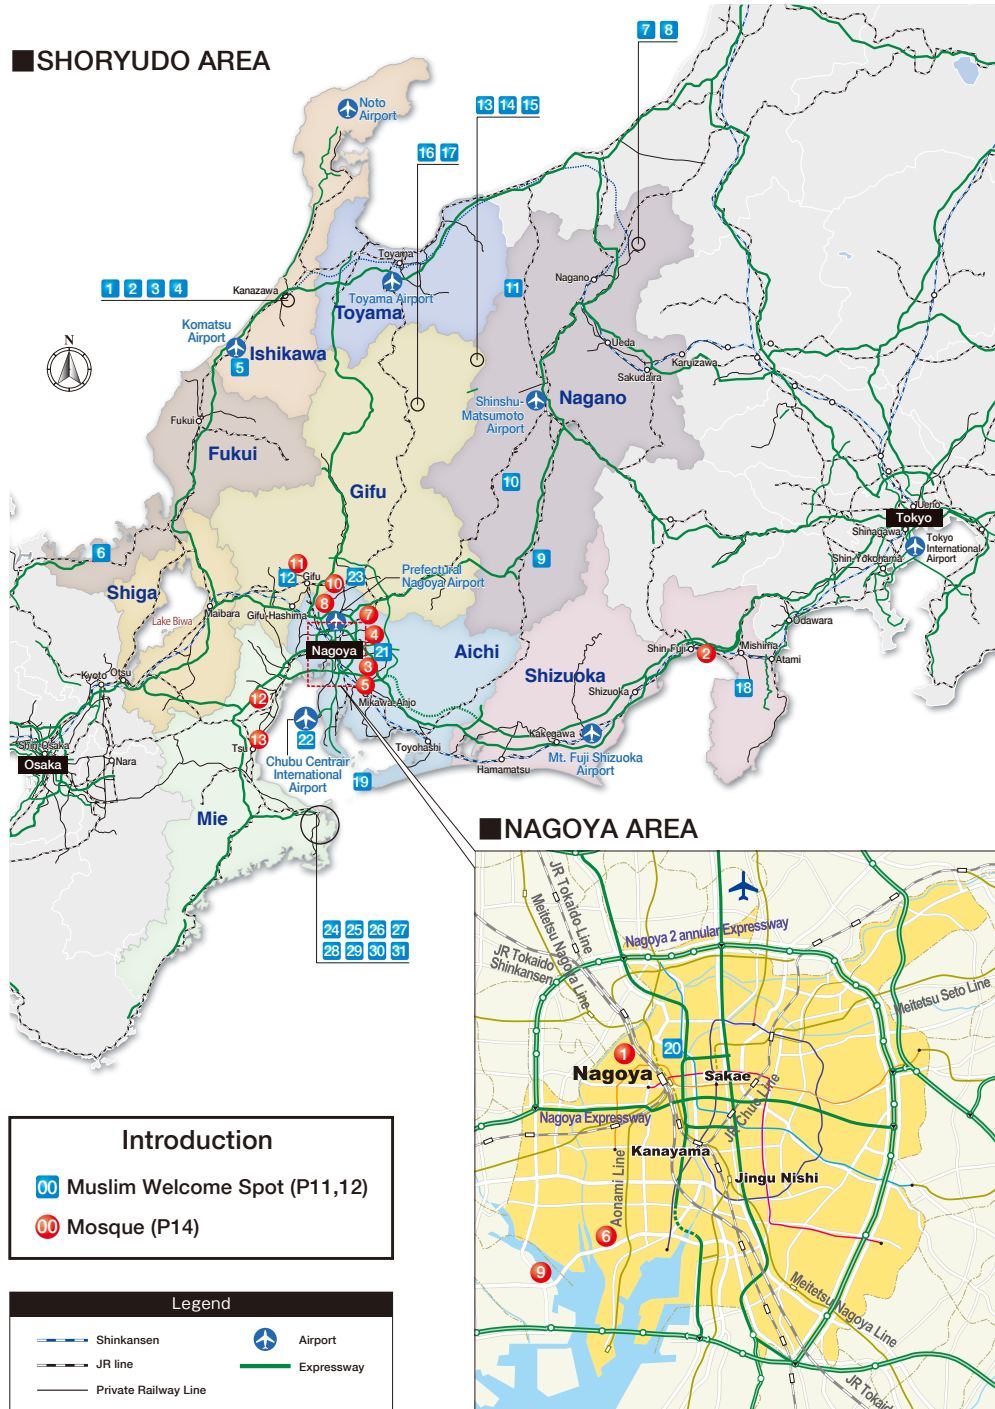 ■SHORYUDO AREA
7 8
Noto
Airport
13 14 15
16 17
Toyama
Nagano
11
1 2 3 4
Kanazawa
Toyama Airport
Toyama
Komatsu
Airport
5
Ishikawa
N
Ueda
Karuizawa
Sakudaira
Shinshu-
Matsumoto
Airport
Nagano
Fukui
Fukui
Gifu
10
Ueno
Tokyo
Shinagawa
Tokyo
International
Airport
Shin-Yokohama
6
9
11
12
Gifu
10
23
Prefectural
Nagoya Airport
Shiga
Maibara
Gifu-Hashima
8
7
Lake Biwa
4
Odawara
Nagoya
21
Aichi
Shin-Fuji
2
Mishima
Atami
Kyoto
Otsu
3
5
Shizuoka
Shizuoka
18
12
Mikawa-Anjo
Shin-Osaka
Osaka
Nara
Tsu
13
22
Chubu Centrair
International
Airport
Toyohashi
Kakegawa
Hamamatsu
Mt. Fuji Shizuoka
Airport
19
Mie
■NAGOYA AREA
24 25 26 27
28 29 30 31
JR Tokaido Line
Meitetsu Nagoya Line
Nagoya 2 annular Expressway
JR Tokaido
Shinkansen
Meitetsu Seto Line
1
20
Nagoya
Sakae
JR Chuo Line
Nagoya Expressway
Kanayama
Jingu Nishi
Aonami Line
6
9
Meitetsu Nagoya Line
JR Tokaido
Introduction
00 Muslim Welcome Spot (P11,12)
00 Mosque (P14)
Legend
Shinkansen
Airport
JR line
Expressway
Private Railway Line